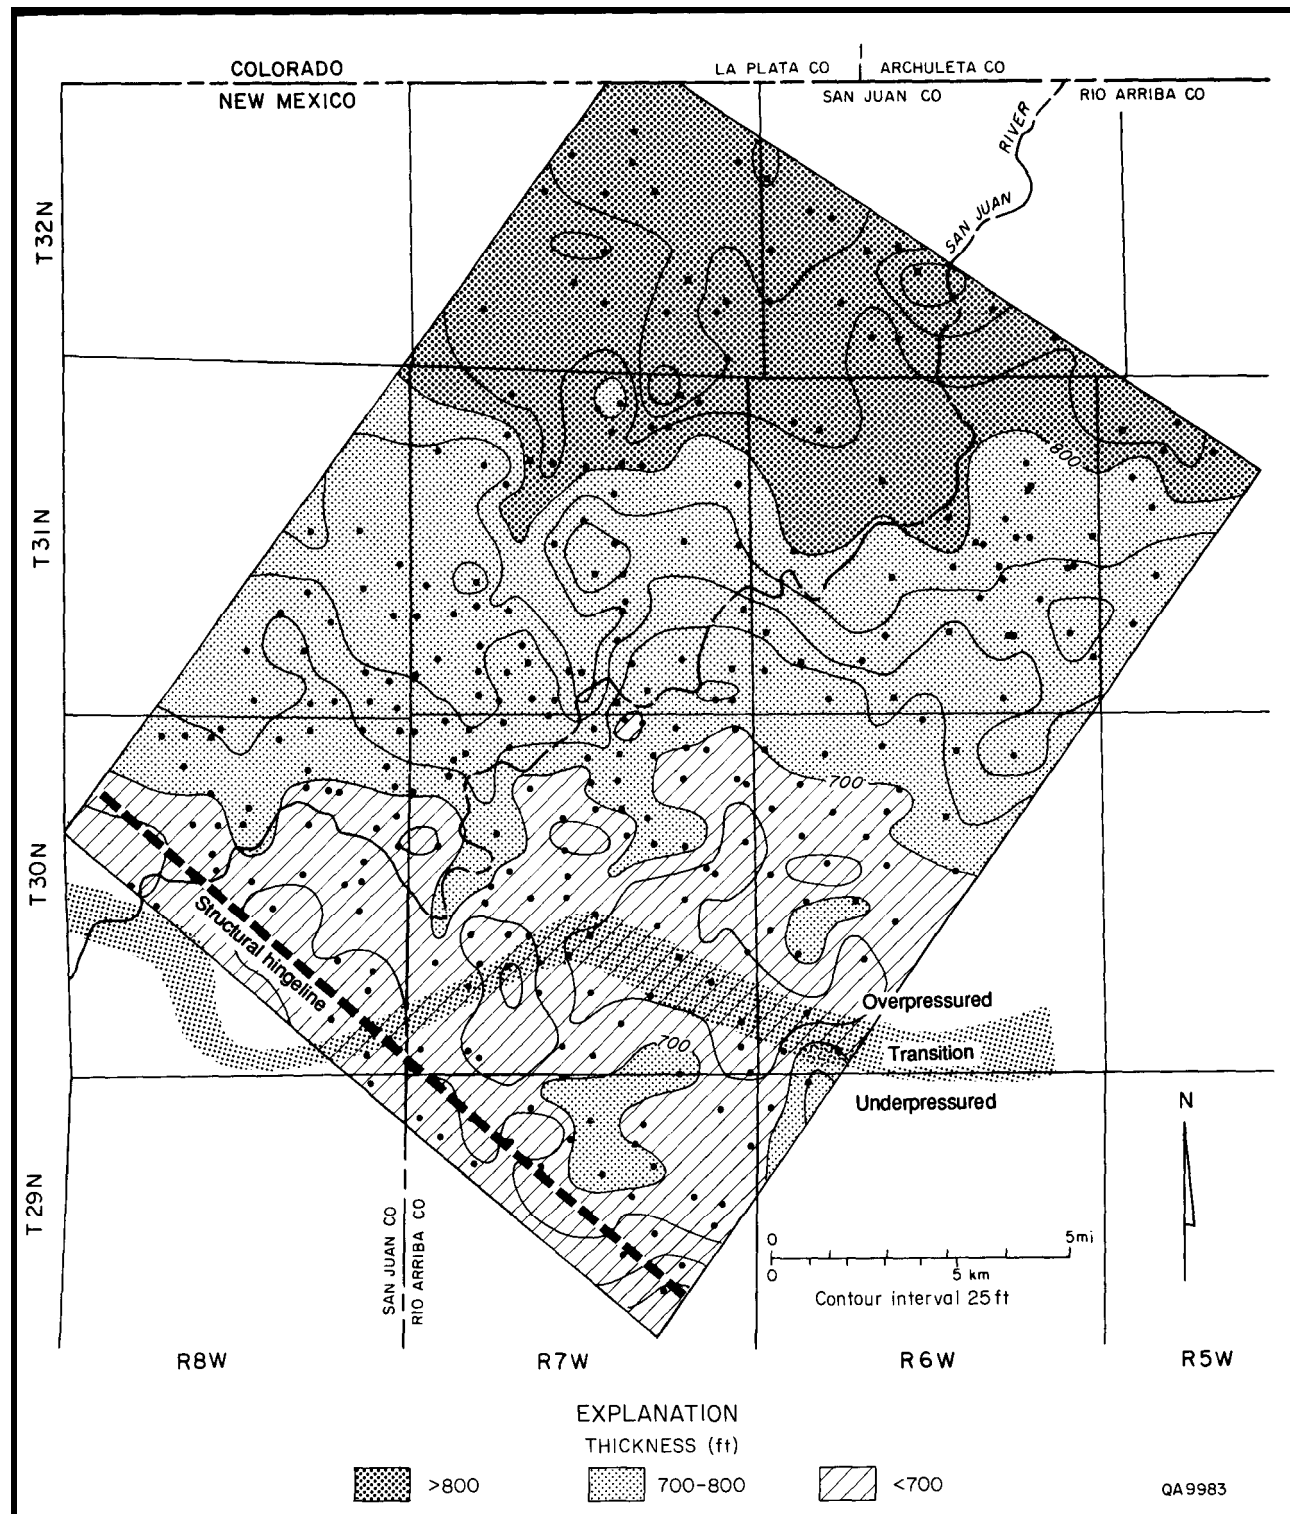 COLORADO
NEW MEXICO
LA PLATA CO
ARCHULETA CO
SAN JUAN CO
RIO ARRIBA CO
SAN JUAN RIVER
T32N
T31N
T30N
T29N
800
700
700
Structural hingeline
Overpressured
Transition
Underpressured
N
SAN JUAN CO
RIO ARRIBA CO
0 5mi
0 5 km
Contour interval 25ft
R8W R7W R6W R5W
EXPLANATION
THICKNESS (ft)
>800 700-800 <700
QA9983